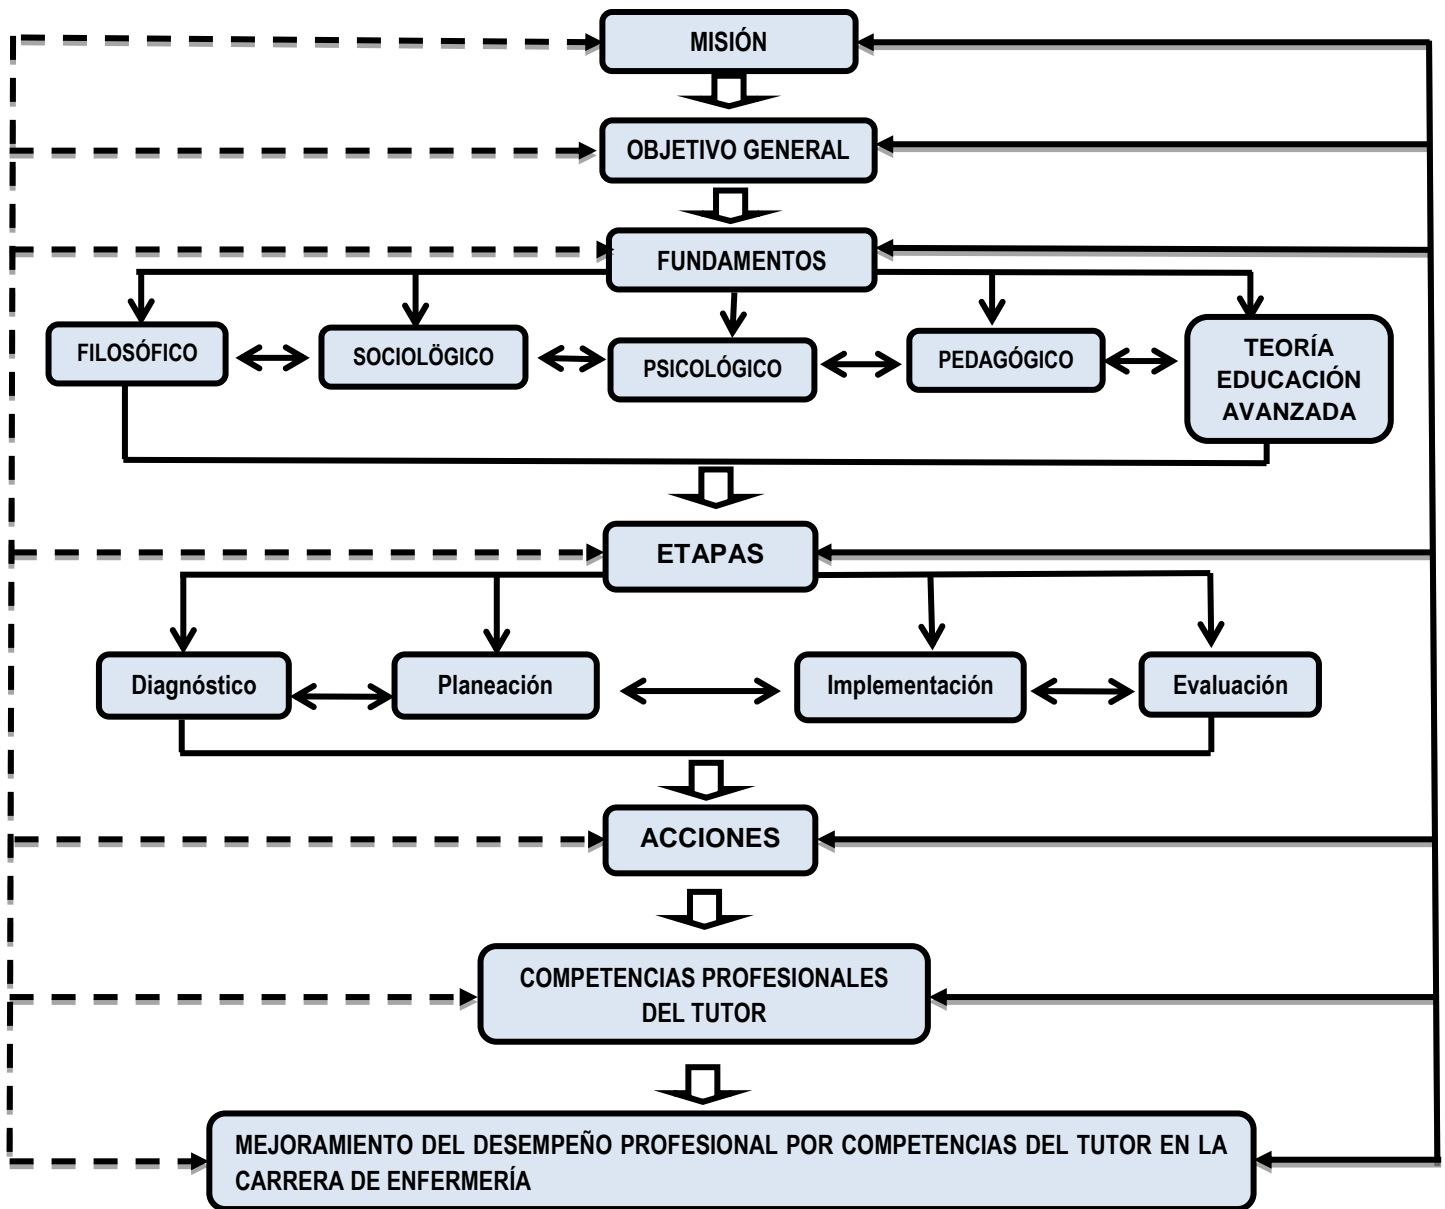 MISIÓN
OBJETIVO GENERAL
FUNDAMENTOS
FILOSÓFICO
SOCIOLÖGICO
PSICOLÓGICO
PEDAGÓGICO
TEORÍA
EDUCACIÓN
AVANZADA
ETAPAS
Diagnóstico
Planeación
Implementación
Evaluación
ACCIONES
COMPETENCIAS PROFESIONALES
DEL TUTOR
MEJORAMIENTO DEL DESEMPEÑO PROFESIONAL POR COMPETENCIAS DEL TUTOR EN LA
CARRERA DE ENFERMERÍA